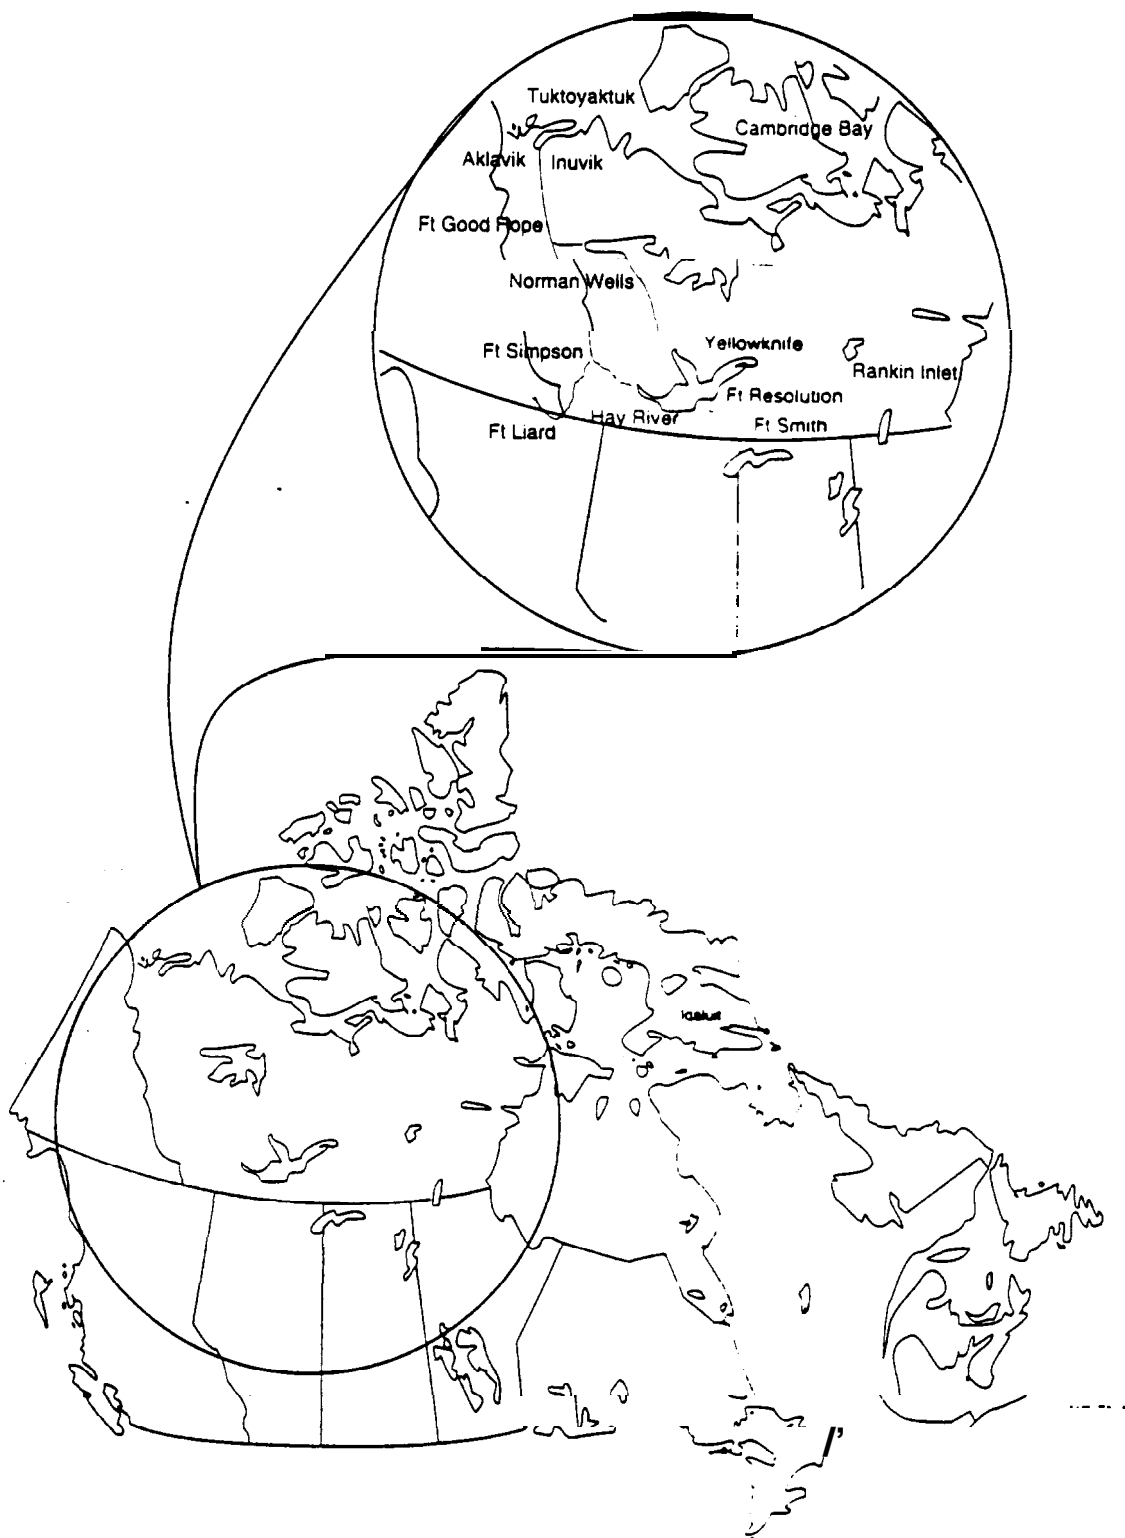 Tuktoyaktuk
Cambridge Bay
Aklavik
Inuvik
Ft Good Hope
Norman Wells
Yellowknife
Ft Simpson
Rankin Inlet
Ft Resolution
Hay River
Ft Smith
Ft Liard